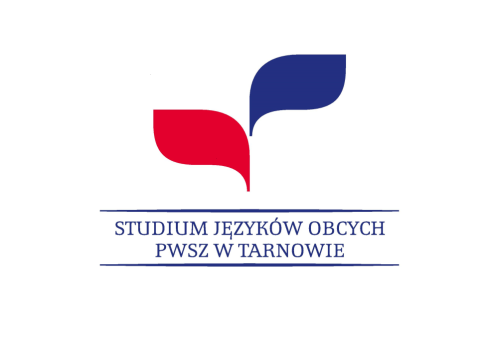 STUDIUM JĘZYKÓW OBCYCH
PWSZ W TARNOWIE